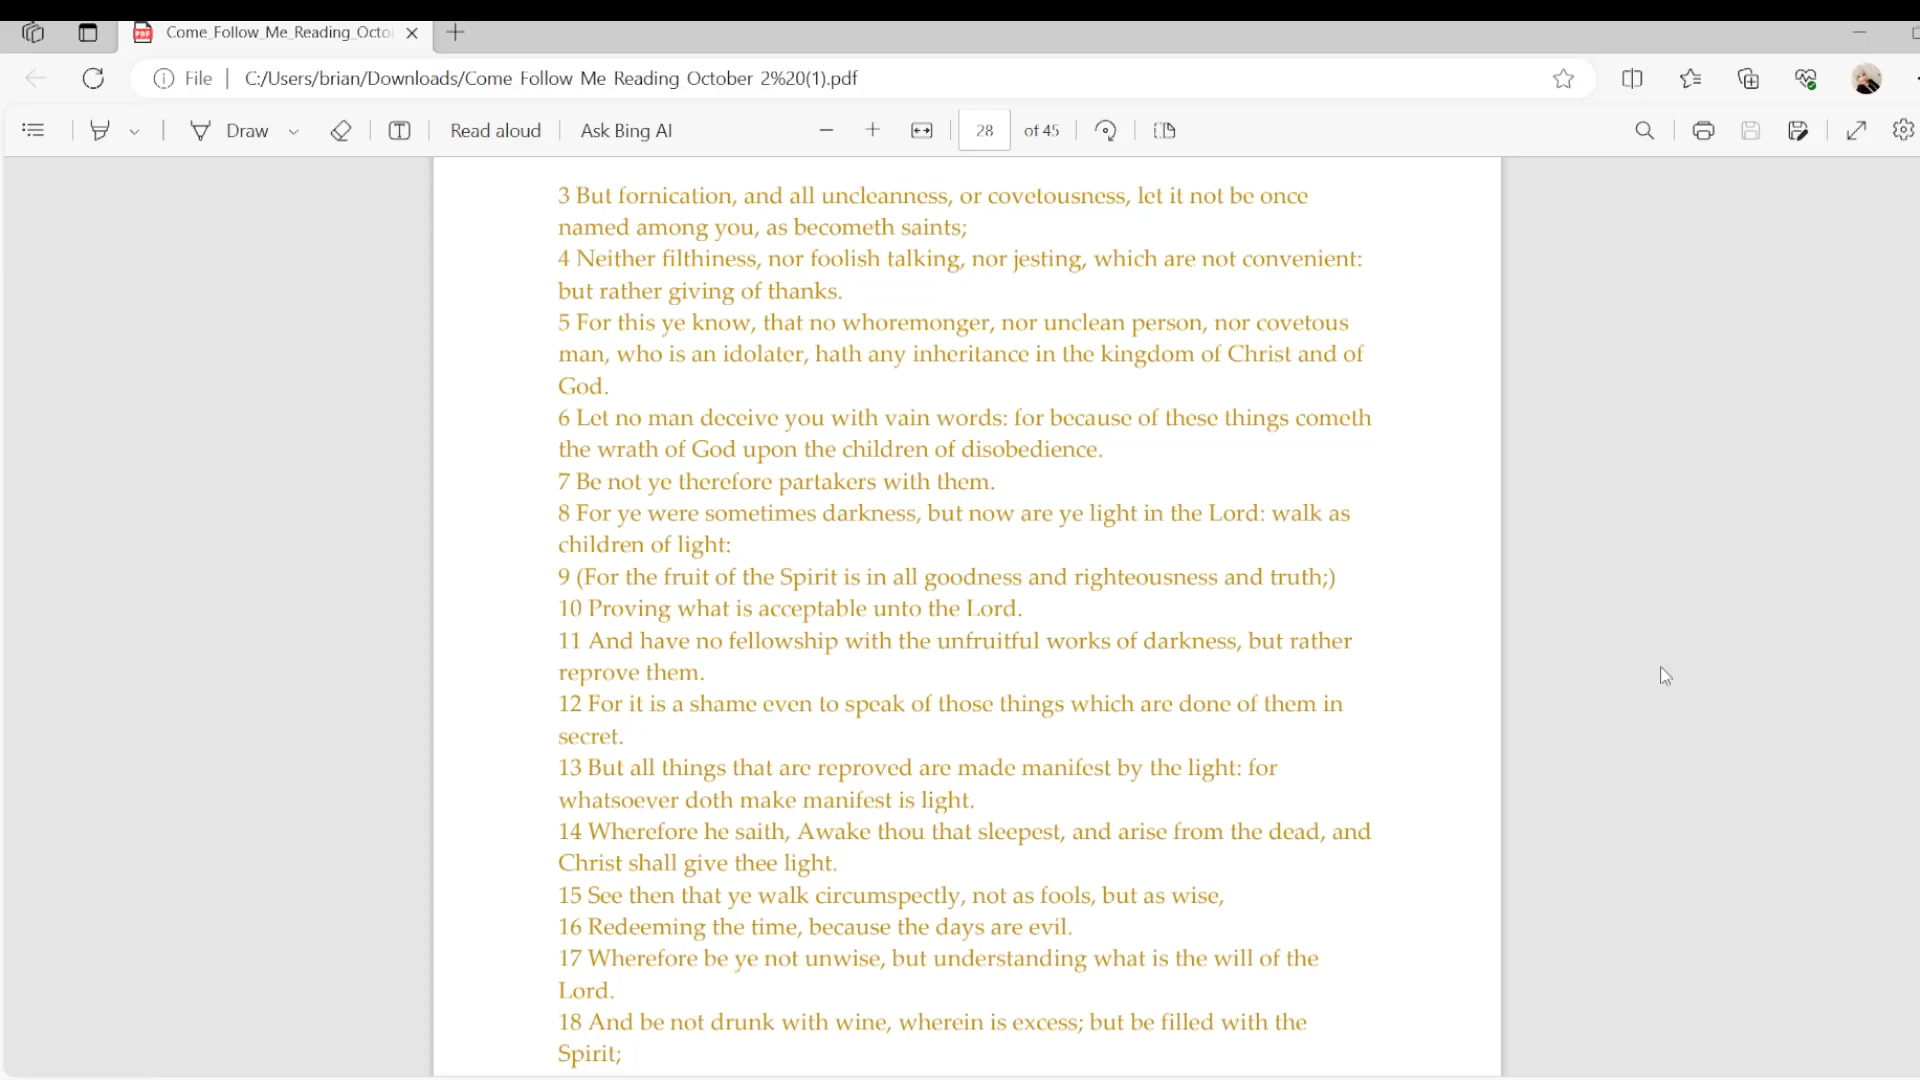 Come_Follow_Me_Reading_Octo
File
C:/Users/brian/Downloads/Come Follow Me Reading October 2%20(1).pdf
Draw
Read aloud
Ask Bing AI
28
of 45
3 But fornication, and all uncleanness, or covetousness, let it not be once
named among you, as becometh saints;
4 Neither filthiness, nor foolish talking, nor jesting, which are not convenient:
but rather giving of thanks.
5 For this ye know, that no whoremonger, nor unclean person, nor covetous
man, who is an idolater, hath any inheritance in the kingdom of Christ and of
God.
6 Let no man deceive you with vain words: for because of these things cometh
the wrath of God upon the children of disobedience.
7 Be not ye therefore partakers with them.
8 For ye were sometimes darkness, but now are ye light in the Lord: walk as
children of light:
9 (For the fruit of the Spirit is in all goodness and righteousness and truth;)
10 Proving what is acceptable unto the Lord.
11 And have no fellowship with the unfruitful works of darkness, but rather
reprove them.
12 For it is a shame even to speak of those things which are done of them in
secret.
13 But all things that are reproved are made manifest by the light: for
whatsoever doth make manifest is light.
14 Wherefore he saith, Awake thou that sleepest, and arise from the dead, and
Christ shall give thee light.
15 See then that ye walk circumspectly, not as fools, but as wise,
16 Redeeming the time, because the days are evil.
17 Wherefore be ye not unwise, but understanding what is the will of the
Lord.
18 And be not drunk with wine, wherein is excess; but be filled with the
Spirit;